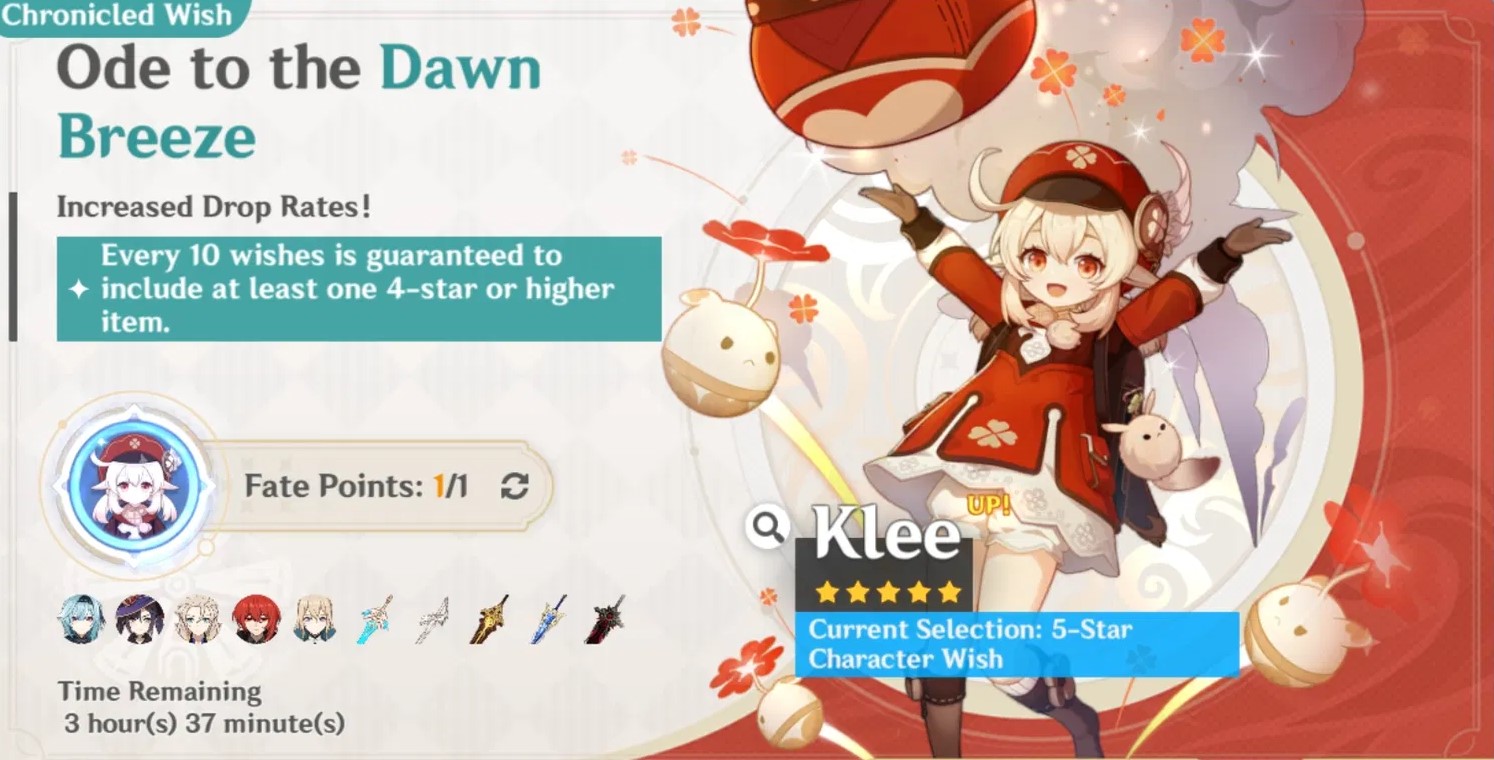 Chronicled Wish
Ode to the Dawn
Breeze
Increased Drop Rates!
Every 10 wishes is guaranteed to
include at least one 4-star or higher
item.
Fate Points: 1/1
Time Remaining
3 hour(s) 37 minute(s)
UP!
Klee
Current Selection: 5-Star
Character Wish